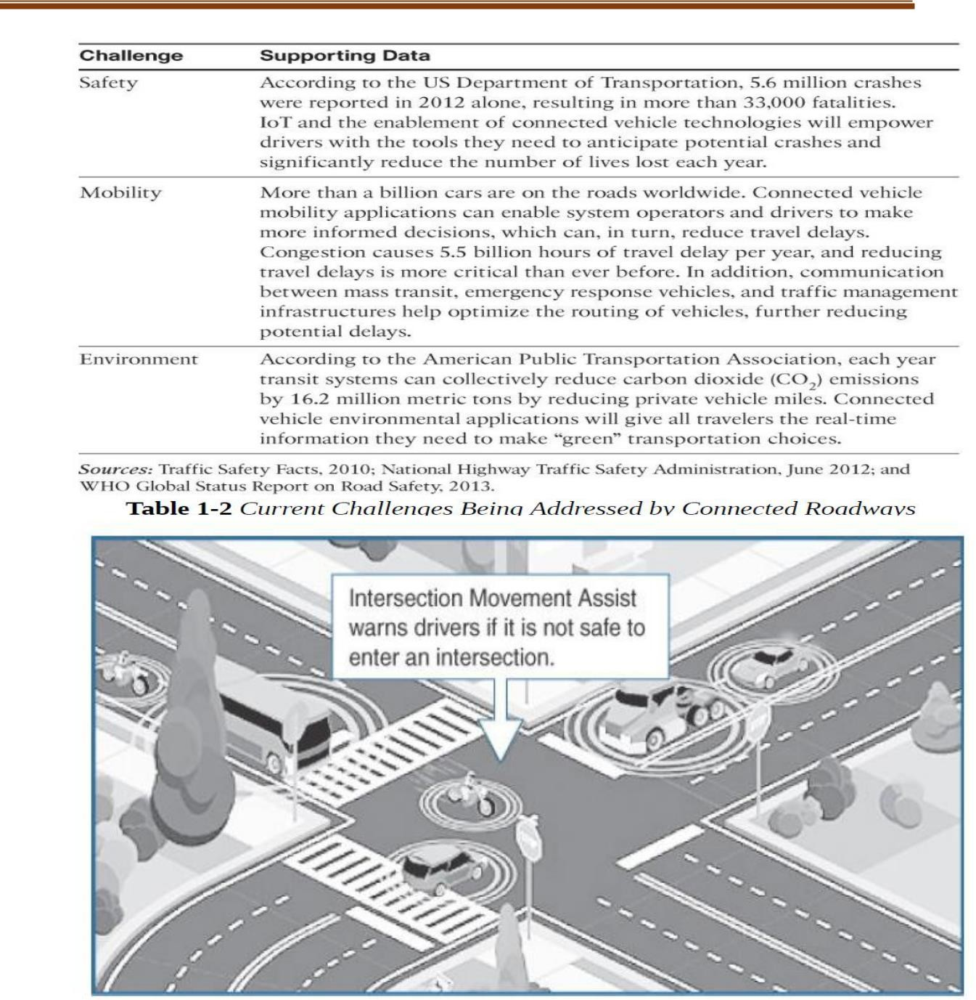 Challenge Supporting Data
Safety According to the US Department of Transportation, 5.6 million crashes
were reported in 2012 alone, resulting in more than 33,000 fatalities.
IoT and the enablement of connected vehicle technologies will empower
drivers with the tools they need to anticipate potential crashes and
significantly reduce the number of lives lost each year.
Mobility More than a billion cars are on the roads worldwide. Connected vehicle
mobility applications can enable system operators and drivers to make
more informed decisions, which can, in turn, reduce travel delays.
Congestion causes 5.5 billion hours of travel delay per year, and reducing
travel delays is more critical than ever before. In addition, communication
between mass transit, emergency response vehicles, and traffic management
infrastructures help optimize the routing of vehicles, further reducing
potential delays.
Environment According to the American Public Transportation Association, each year
transit systems can collectively reduce carbon dioxide (CO₂) emissions
by 16.2 million metric tons by reducing private vehicle miles. Connected
vehicle environmental applications will give all travelers the real-time
information they need to make “green” transportation choices.
Sources: Traffic Safety Facts, 2010; National Highway Traffic Safety Administration, June 2012; and
WHO Global Status Report on Road Safety, 2013.
Table 1-2 Current Challenges Being Addressed by Connected Roadways
Intersection Movement Assist
warns drivers if it is not safe to
enter an intersection.